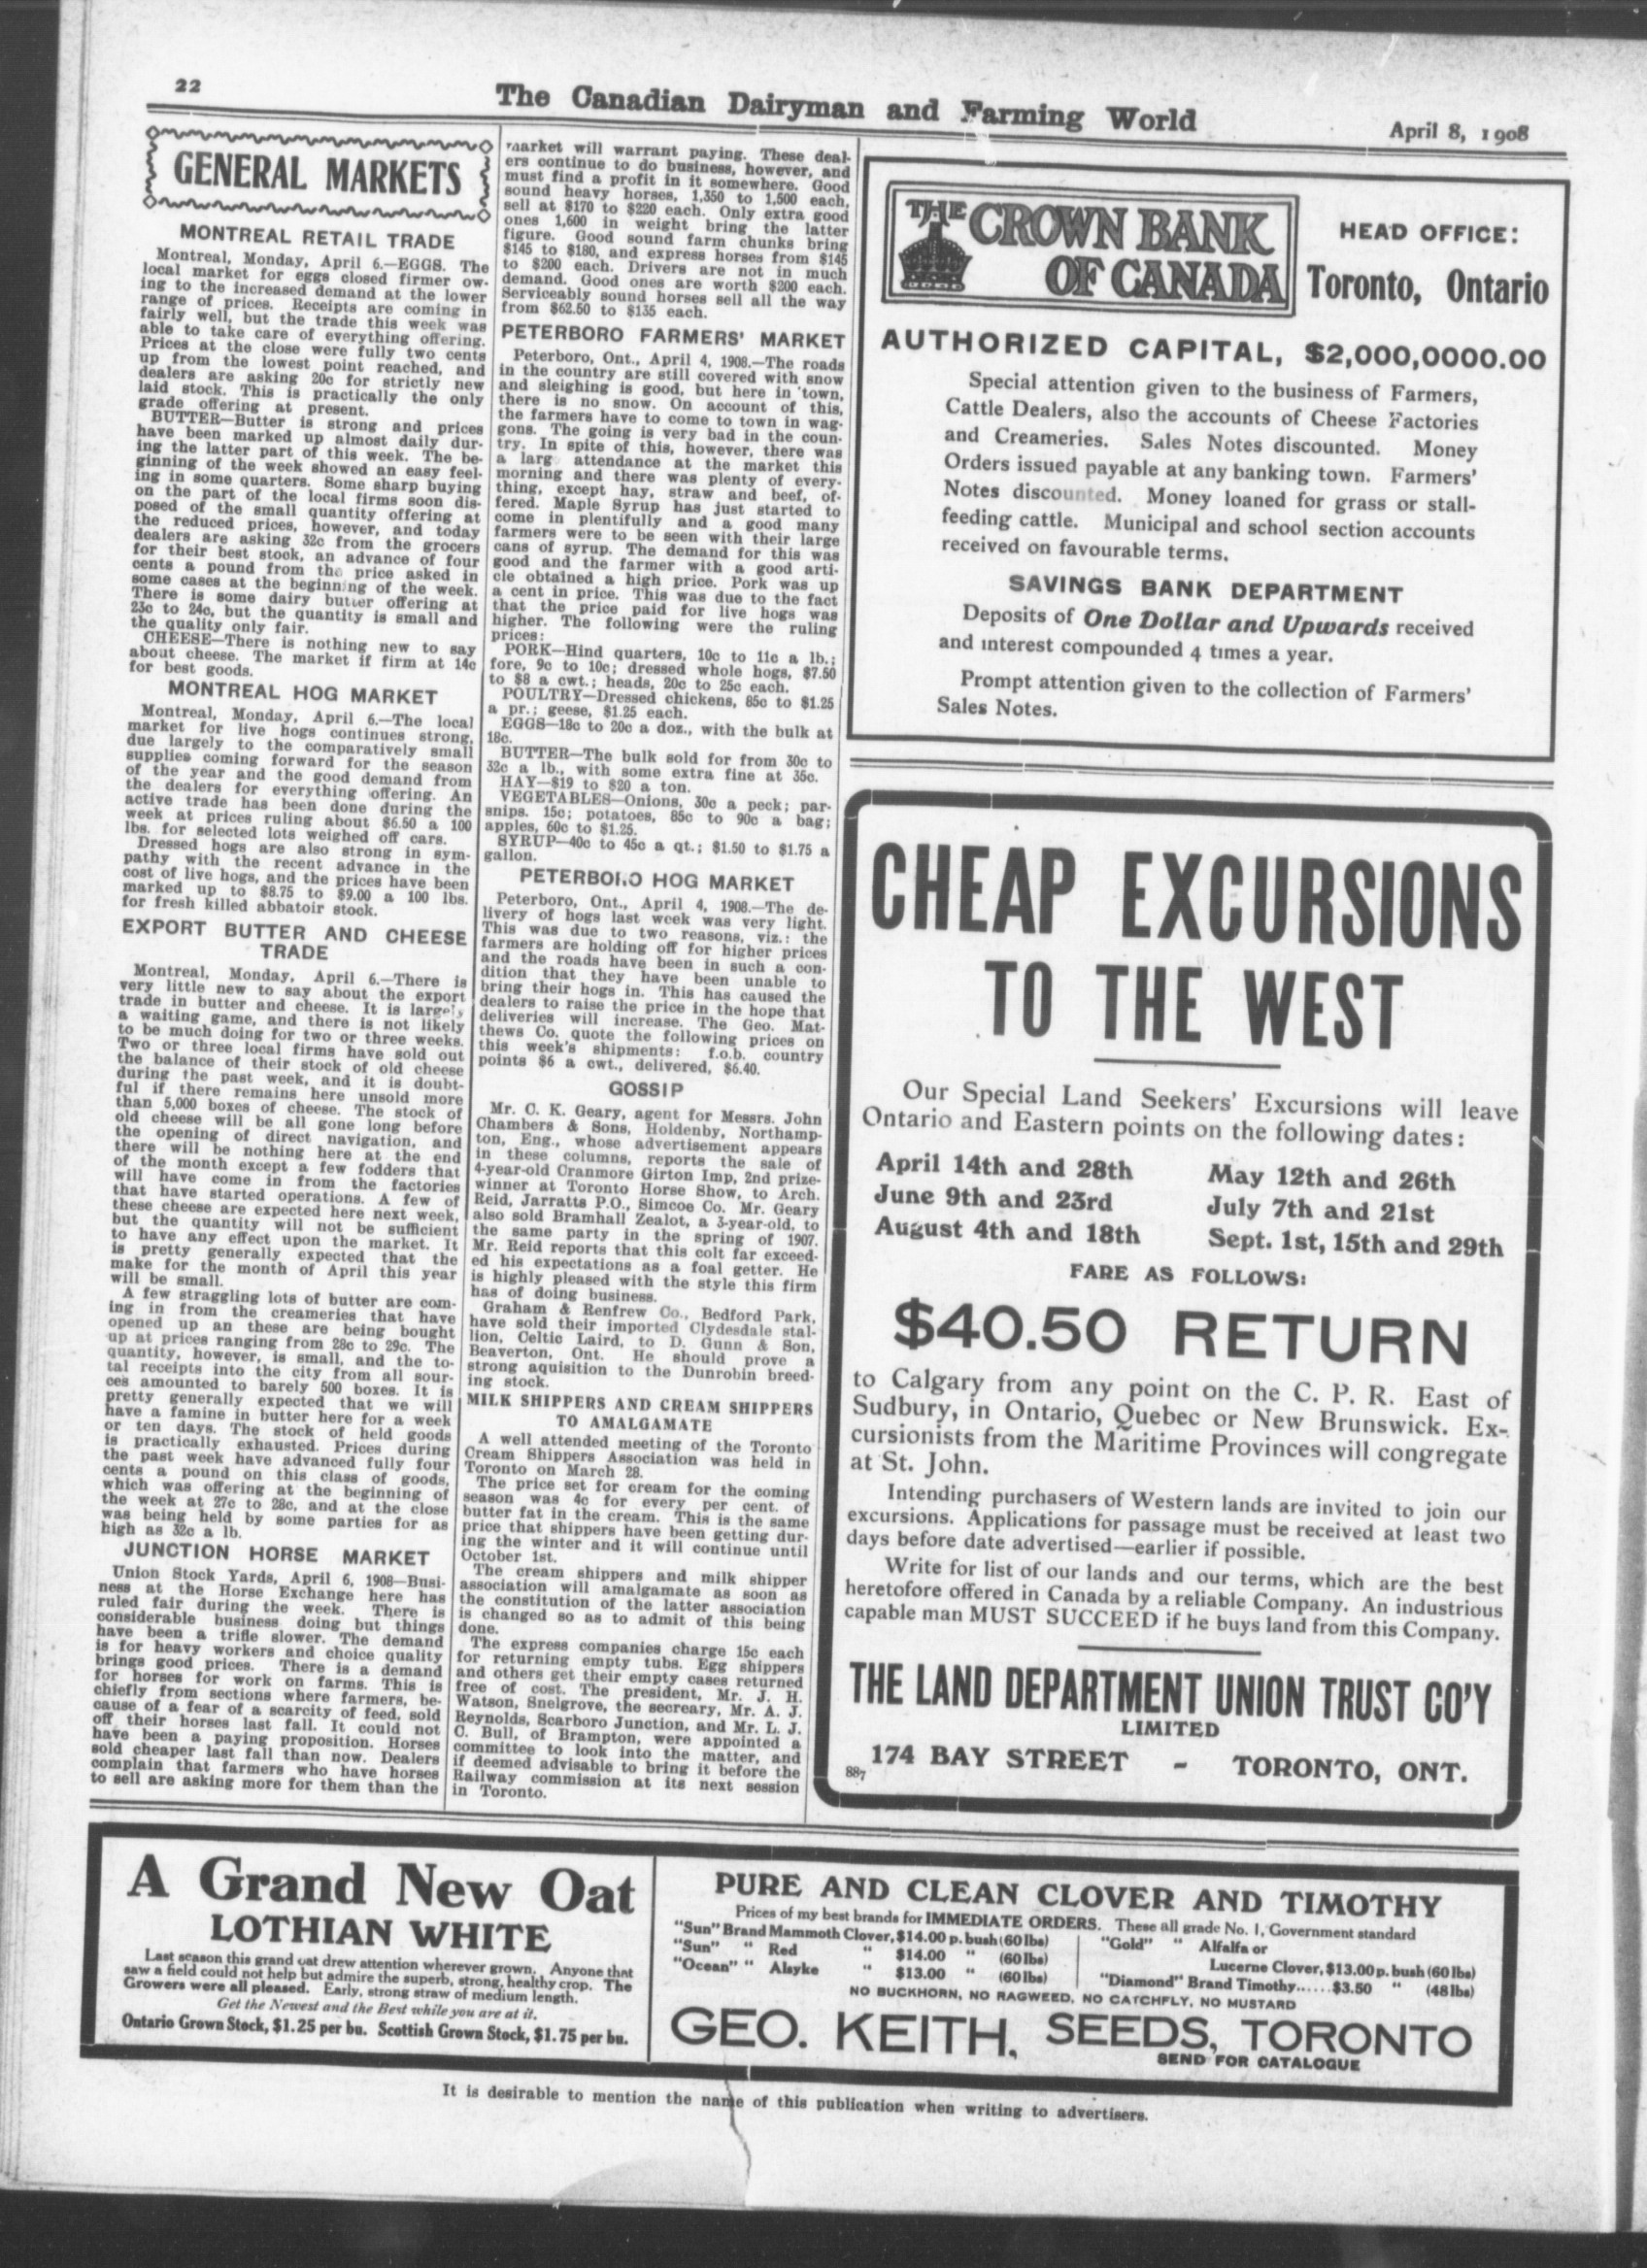 22
The Canadian Dairyman and Farming World
April 8, 1908
GENERAL MARKETS
MONTREAL RETAIL TRADE
Montreal, Monday, April 6.—EGGS. The
local market for eggs closed firmer ow-
ing to the increased demand at the lower
range of prices. Receipts are coming in
fairly well, but the trade this week was
able to take care of everything offering.
Prices at the close were fully two cents
up from the lowest point reached, and
dealers are asking 20c for strictly new
laid stock. This is practically the only
grade offering at present.
BUTTER—Butter is strong and prices
have been marked up almost daily dur-
ing the latter part of this week. The be-
ginning of the week showed an easy feel-
ing in some quarters. Some sharp buying
on the part of the local firms soon dis-
posed of the small quantity offering at
the reduced prices, however, and today
dealers are asking 32c from the grocers
for their best stock, an advance of four
cents a pound from the price asked in
some cases at the beginning of the week.
There is some dairy butter offering at
23c to 24c, but the quantity is small and
the quality only fair.
CHEESE—There is nothing new to say
about cheese. The market if firm at 14c
for best goods.
MONTREAL HOG MARKET
Montreal, Monday, April 6.—The local
market for live hogs continues strong,
due largely to the comparatively small
supplies coming forward for the season
of the year and the good demand from
the dealers for everything offering. An
active trade has been done during the
week at prices ruling about $6.50 a 100
lbs. for selected lots weighed off cars.
Dressed hogs are also strong in sym-
pathy with the recent advance in the
cost of live hogs, and the prices have been
marked up to $8.75 to $9.00 a 100 lbs.
for fresh killed abbatoir stock.
EXPORT BUTTER AND CHEESE
TRADE
Montreal, Monday, April 6.—There is
very little new to say about the export
trade in butter and cheese. It is largely
a waiting game, and there is not likely
to be much doing for two or three weeks.
Two or three local firms have sold out
the balance of their stock of old cheese
during the past week, and it is doubt-
ful if there remains here unsold more
than 5,000 boxes of cheese. The stock of
old cheese will be all gone long before
the opening of direct navigation, and
there will be nothing here at the end
of the month except a few fodders that
will have come in from the factories
that have started operations. A few of
these cheese are expected here next week,
but the quantity will not be sufficient
to have any effect upon the market. It
is pretty generally expected that the
make for the month of April this year
will be small.
A few straggling lots of butter are com-
ing in from the creameries that have
opened up an these are being bought
up at prices ranging from 28c to 29c. The
quantity, however, is small, and the to-
tal receipts into the city from all sour-
ces amounted to barely 500 boxes. It is
pretty generally expected that we will
have a famine in butter here for a week
or ten days. The stock of held goods
is practically exhausted. Prices during
the past week have advanced fully four
cents a pound on this class of goods,
which was offering at the beginning of
the week at 27c to 28c, and at the close
was being held by some parties for as
high as 32c a lb.
JUNCTION HORSE MARKET
Union Stock Yards, April 6, 1908—Busi-
ness at the Horse Exchange here has
ruled fair during the week. There is
considerable business doing but things
have been a trifle slower. The demand
is for heavy workers and choice quality
brings good prices. There is a demand
for horses for work on farms. This is
chiefly from sections where farmers, be-
cause of a fear of a scarcity of feed, sold
off their horses last fall. It could not
have been a paying proposition. Horses
sold cheaper last fall than now. Dealers
complain that farmers who have horses
to sell are asking more for them than the
market will warrant paying. These deal-
ers continue to do business, however, and
must find a profit in it somewhere. Good
sound heavy horses, 1,350 to 1,500 each,
sell at $170 to $220 each. Only extra good
ones 1,600 in weight bring the latter
figure. Good sound farm chunks bring
$145 to $180, and express horses from $145
to $200 each. Drivers are not in much
demand. Good ones are worth $200 each.
Serviceably sound horses sell all the way
from $62.50 to $135 each.
PETERBORO FARMERS' MARKET
Peterboro, Ont., April 4, 1908.—The roads
in the country are still covered with snow
and sleighing is good, but here in town,
there is no snow. On account of this,
the farmers have to come to town in wag-
gons. The going is very bad in the coun-
try. In spite of this, however, there was
a larg attendance at the market this
morning and there was plenty of every-
thing, except hay, straw and beef, of-
fered. Maple Syrup has just started to
come in plentifully and a good many
farmers were to be seen with their large
cans of syrup. The demand for this was
good and the farmer with a good arti-
cle obtained a high price. Pork was up
a cent in price. This was due to the fact
that the price paid for live hogs was
higher. The following were the ruling
prices:
PORK—Hind quarters, 10c to 11c a lb.;
fore, 9c to 10c; dressed whole hogs, $7.50
to $8 a cwt.; heads, 20c to 25c each.
POULTRY—Dressed chickens, 85c to $1.25
a pr.; geese, $1.25 each.
EGGS—18c to 20c a doz., with the bulk at
18c.
BUTTER—The bulk sold for from 30c to
32c a lb., with some extra fine at 35c.
HAY—$19 to $20 a ton.
VEGETABLES—Onions, 30c a peck; par-
snips. 15c; potatoes, 85c to 90c a bag;
apples, 60c to $1.25.
SYRUP—40c to 45c a qt.; $1.50 to $1.75 a
gallon.
PETERBORO HOG MARKET
Peterboro, Ont., April 4, 1908.—The de-
livery of hogs last week was very light.
This was due to two reasons, viz.: the
farmers are holding off for higher prices
and the roads have been in such a con-
dition that they have been unable to
bring their hogs in. This has caused the
dealers to raise the price in the hope that
deliveries will increase. The Geo. Mat-
thews Co. quote the following prices on
this week's shipments: f.o.b. country
points $6 a cwt., delivered, $6.40.
GOSSIP
Mr. C. K. Geary, agent for Messrs. John
Chambers & Sons, Holdenby, Northamp-
ton, Eng., whose advertisement appears
in these columns, reports the sale of
4-year-old Cranmore Girton Imp, 2nd prize-
winner at Toronto Horse Show, to Arch.
Reid, Jarratts P.O., Simcoe Co. Mr. Geary
also sold Bramhall Zealot, a 3-year-old, to
the same party in the spring of 1907.
Mr. Reid reports that this colt far exceed-
ed his expectations as a foal getter. He
is highly pleased with the style this firm
has of doing business.
Graham & Renfrew Co., Bedford Park,
have sold their imported Clydesdale stal-
lion, Celtic Laird, to D. Gunn & Son,
Beaverton, Ont. He should prove a
strong aquisition to the Dunrobin breed-
ing stock.
MILK SHIPPERS AND CREAM SHIPPERS
TO AMALGAMATE
A well attended meeting of the Toronto
Cream Shippers Association was held in
Toronto on March 28.
The price set for cream for the coming
season was 4c for every per cent. of
butter fat in the cream. This is the same
price that shippers have been getting dur-
ing the winter and it will continue until
October 1st.
The cream shippers and milk shipper
association will amalgamate as soon as
the constitution of the latter association
is changed so as to admit of this being
done.
The express companies charge 15c each
for returning empty tubs. Egg shippers
and others get their empty cases returned
free of cost. The president, Mr. J. H.
Watson, Snelgrove, the secreary, Mr. A. J.
Reynolds, Scarboro Junction, and Mr. L. J.
C. Bull, of Brampton, were appointed a
committee to look into the matter, and
if deemed advisable to bring it before the
Railway commission at its next session
in Toronto.
THE CROWN BANK
OF CANADA
HEAD OFFICE:
Toronto, Ontario
AUTHORIZED CAPITAL, $2,000,0000.00
Special attention given to the business of Farmers,
Cattle Dealers, also the accounts of Cheese Factories
and Creameries. Sales Notes discounted. Money
Orders issued payable at any banking town. Farmers'
Notes discounted. Money loaned for grass or stall-
feeding cattle. Municipal and school section accounts
received on favourable terms.
SAVINGS BANK DEPARTMENT
Deposits of One Dollar and Upwards received
and interest compounded 4 times a year.
Prompt attention given to the collection of Farmers'
Sales Notes.
CHEAP EXCURSIONS
TO THE WEST
Our Special Land Seekers' Excursions will leave
Ontario and Eastern points on the following dates:
April 14th and 28th May 12th and 26th
June 9th and 23rd July 7th and 21st
August 4th and 18th Sept. 1st, 15th and 29th
FARE AS FOLLOWS:
$40.50 RETURN
to Calgary from any point on the C. P. R. East of
Sudbury, in Ontario, Quebec or New Brunswick. Ex-
cursionists from the Maritime Provinces will congregate
at St. John.
Intending purchasers of Western lands are invited to join our
excursions. Applications for passage must be received at least two
days before date advertised—earlier if possible.
Write for list of our lands and our terms, which are the best
heretofore offered in Canada by a reliable Company. An industrious
capable man MUST SUCCEED if he buys land from this Company.
THE LAND DEPARTMENT UNION TRUST CO'Y
LIMITED
174 BAY STREET - TORONTO, ONT.
887
A Grand New Oat
LOTHIAN WHITE
Last season this grand oat drew attention wherever grown. Anyone that
saw a field could not help but admire the superb, strong, healthy crop. The
Growers were all pleased. Early, strong straw of medium length.
Get the Newest and the Best while you are at it.
Ontario Grown Stock, $1.25 per bu. Scottish Grown Stock, $1.75 per bu.
PURE AND CLEAN CLOVER AND TIMOTHY
Prices of my best brands for IMMEDIATE ORDERS. These all grade No. 1, Government standard
"Sun" Brand Mammoth Clover, $14.00 p. bush (60 lbs)
"Sun" " Red " $14.00 " (60 lbs)
"Ocean" " Alsyke " $13.00 " (60 lbs)
"Gold" " Alfalfa or
Lucerne Clover, $13.00 p. bush (60 lbs)
"Diamond" Brand Timothy......$3.50 " (48 lbs)
NO BUCKHORN, NO RAGWEED, NO CATCHFLY, NO MUSTARD
GEO. KEITH, SEEDS, TORONTO
SEND FOR CATALOGUE
It is desirable to mention the name of this publication when writing to advertisers.